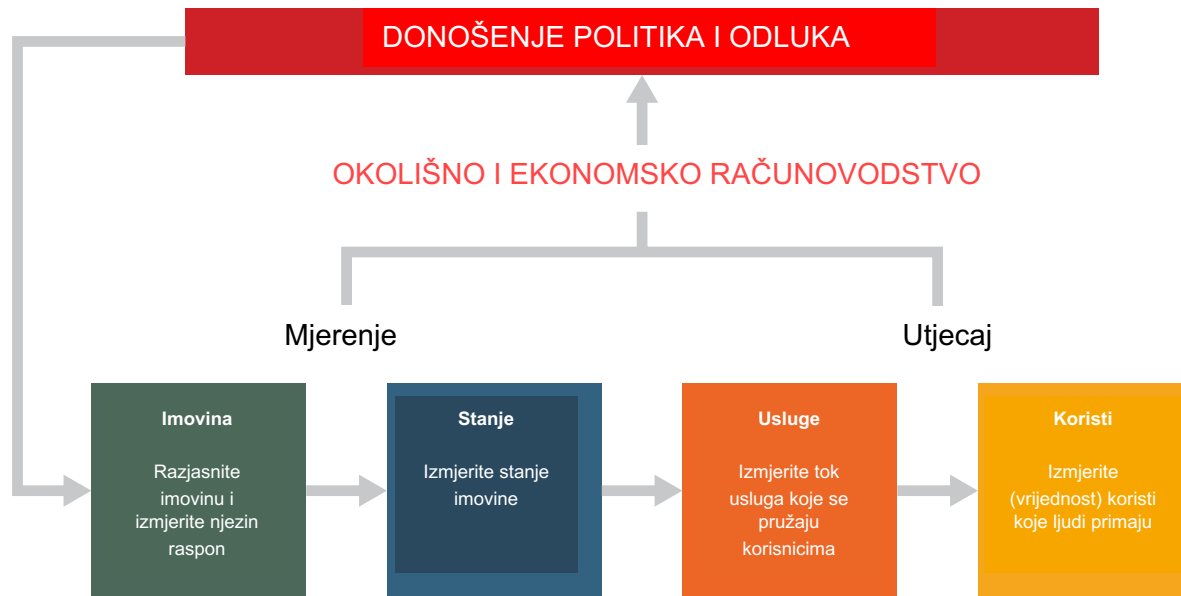 DONOŠENJE POLITIKA I ODLUKA
OKOLIŠNO I EKONOMSKO RAČUNOVODSTVO
Mjerenje
Utjecaj
Imovina
Razjasnite
imovinu i
izmjerite njezin
raspon
Stanje
Izmjerite stanje
imovine
Usluge
Izmjerite tok
usluga koje se
pružaju
korisnicima
Koristi
Izmjerite
(vrijednost) koristi
koje ljudi primaju